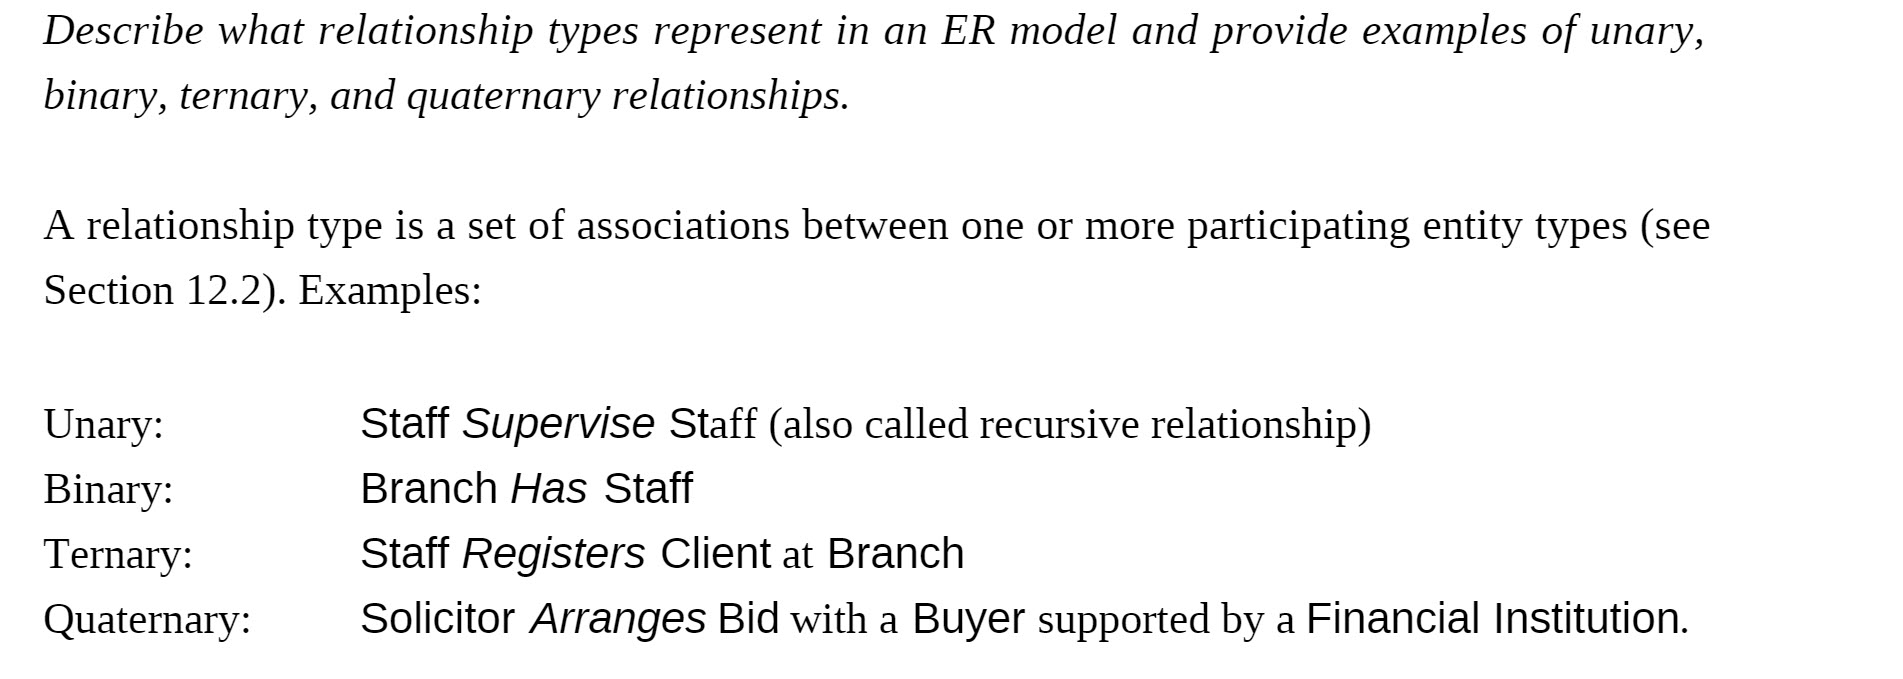 Describe what relationship types represent in an ER model and provide examples of unary,
binary, ternary, and quaternary relationships.
A relationship type is a set of associations between one or more participating entity types (see
Section 12.2). Examples:
Unary: Staff Supervise Staff (also called recursive relationship)
Binary: Branch Has Staff
Ternary: Staff Registers Client at Branch
Quaternary: Solicitor Arranges Bid with a Buyer supported by a Financial Institution.